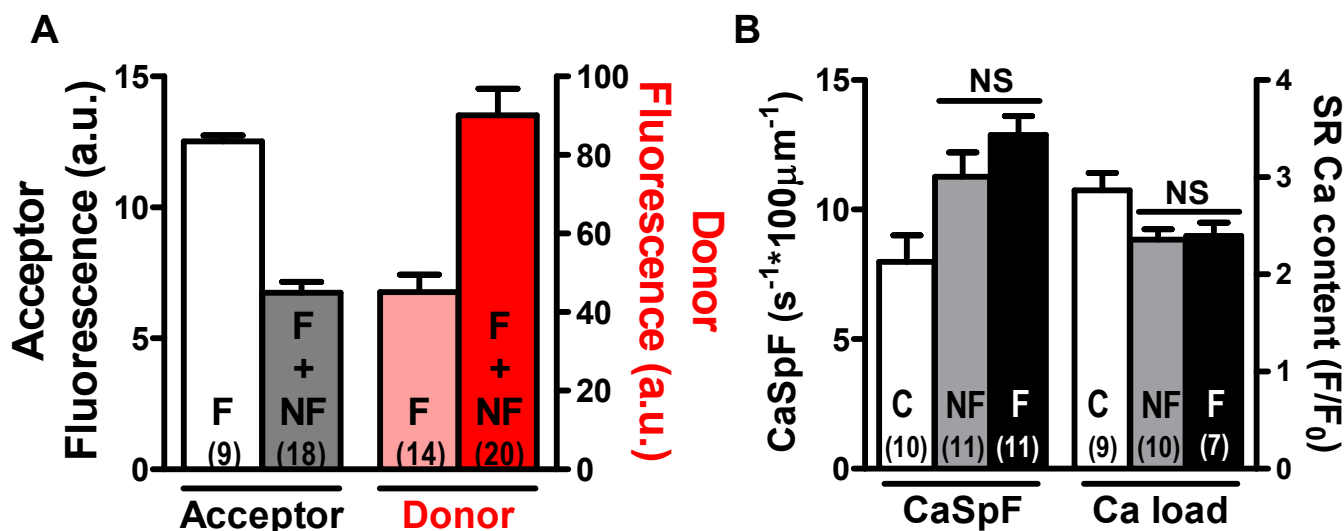 A
Acceptor
Fluorescence (a.u.)
15
10
5
0
F
(9)
F
+
NF
(18)
F
(14)
F
+
NF
(20)
100
80
60
40
20
0
Donor
Fluorescence (a.u.)
Acceptor
Donor
B
CaSpF (s⁻¹*100μm⁻¹)
15
10
5
0
NS
C
(10)
NF
(11)
F
(11)
NS
C
(9)
NF
(10)
F
(7)
4
3
2
1
0
SR Ca content (F/F₀)
CaSpF
Ca load